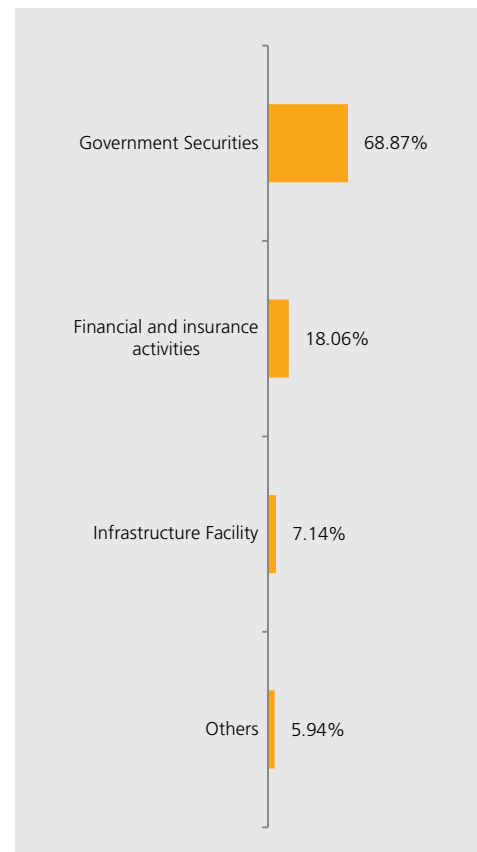 Government Securities 68.87%
Financial and insurance
activities 18.06%
Infrastructure Facility 7.14%
Others 5.94%